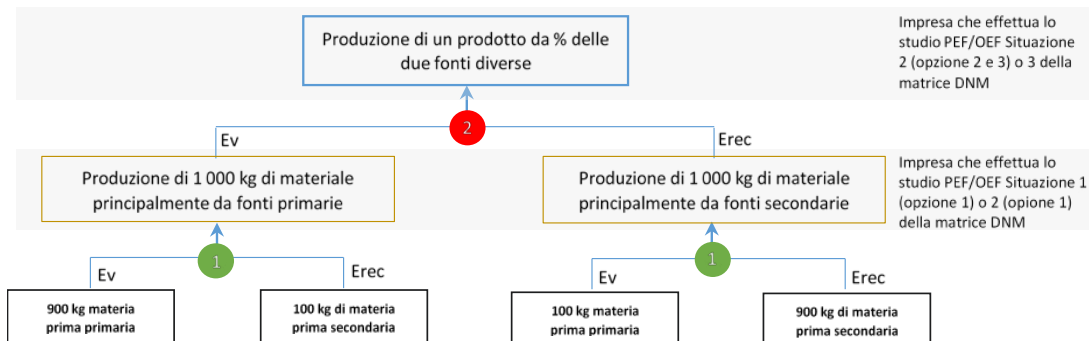 Produzione di un prodotto da % delle
due fonti diverse
Impresa che effettua lo
studio PEF/OEF Situazione
2 (opzione 2 e 3) o 3 della
matrice DNM
2
Ev
Erec
Produzione di 1 000 kg di materiale
principalmente da fonti primarie
Produzione di 1 000 kg di materiale
principalmente da fonti secondarie
Impresa che effettua lo
studio PEF/OEF Situazione 1
(opzione 1) o 2 (opione 1)
della matrice DNM
1
1
Ev
Erec
Ev
Erec
900 kg materia
prima primaria
100 kg di materia
prima secondaria
100 kg materia
prima primaria
900 kg di materia
prima secondaria